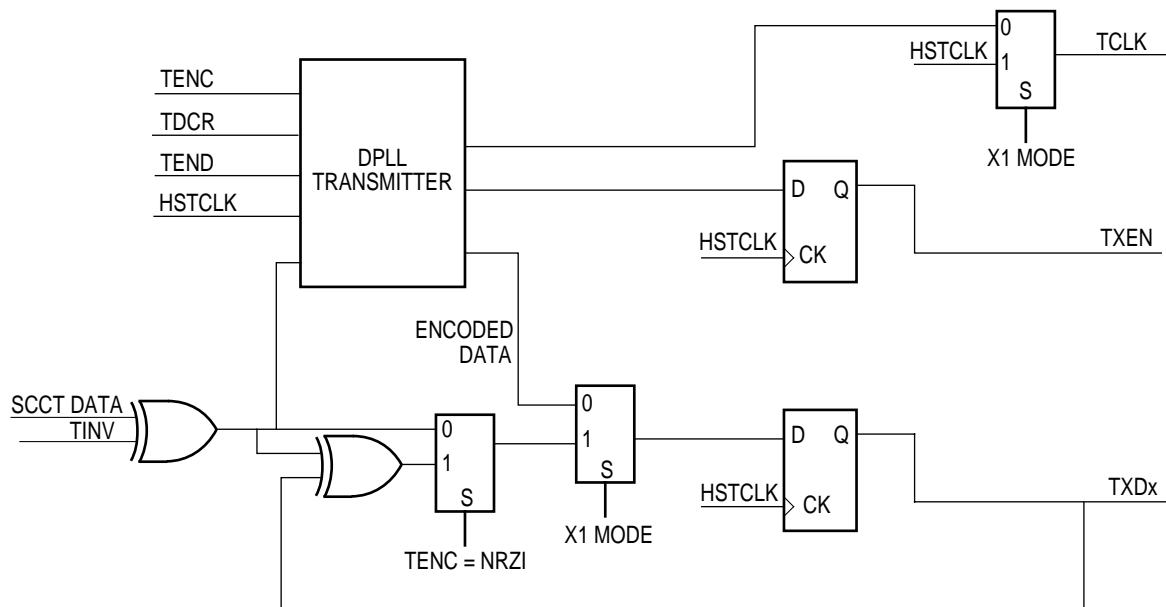 0
HSTCLK
1
TCLK
S
X1 MODE
TENC
TDCR
TEND
HSTCLK
DPLL
TRANSMITTER
D Q
HSTCLK
CK
TXEN
ENCODED
DATA
SCCT DATA
TINV
0
1
S
TENC = NRZI
0
1
S
X1 MODE
D Q
HSTCLK
CK
TXDx